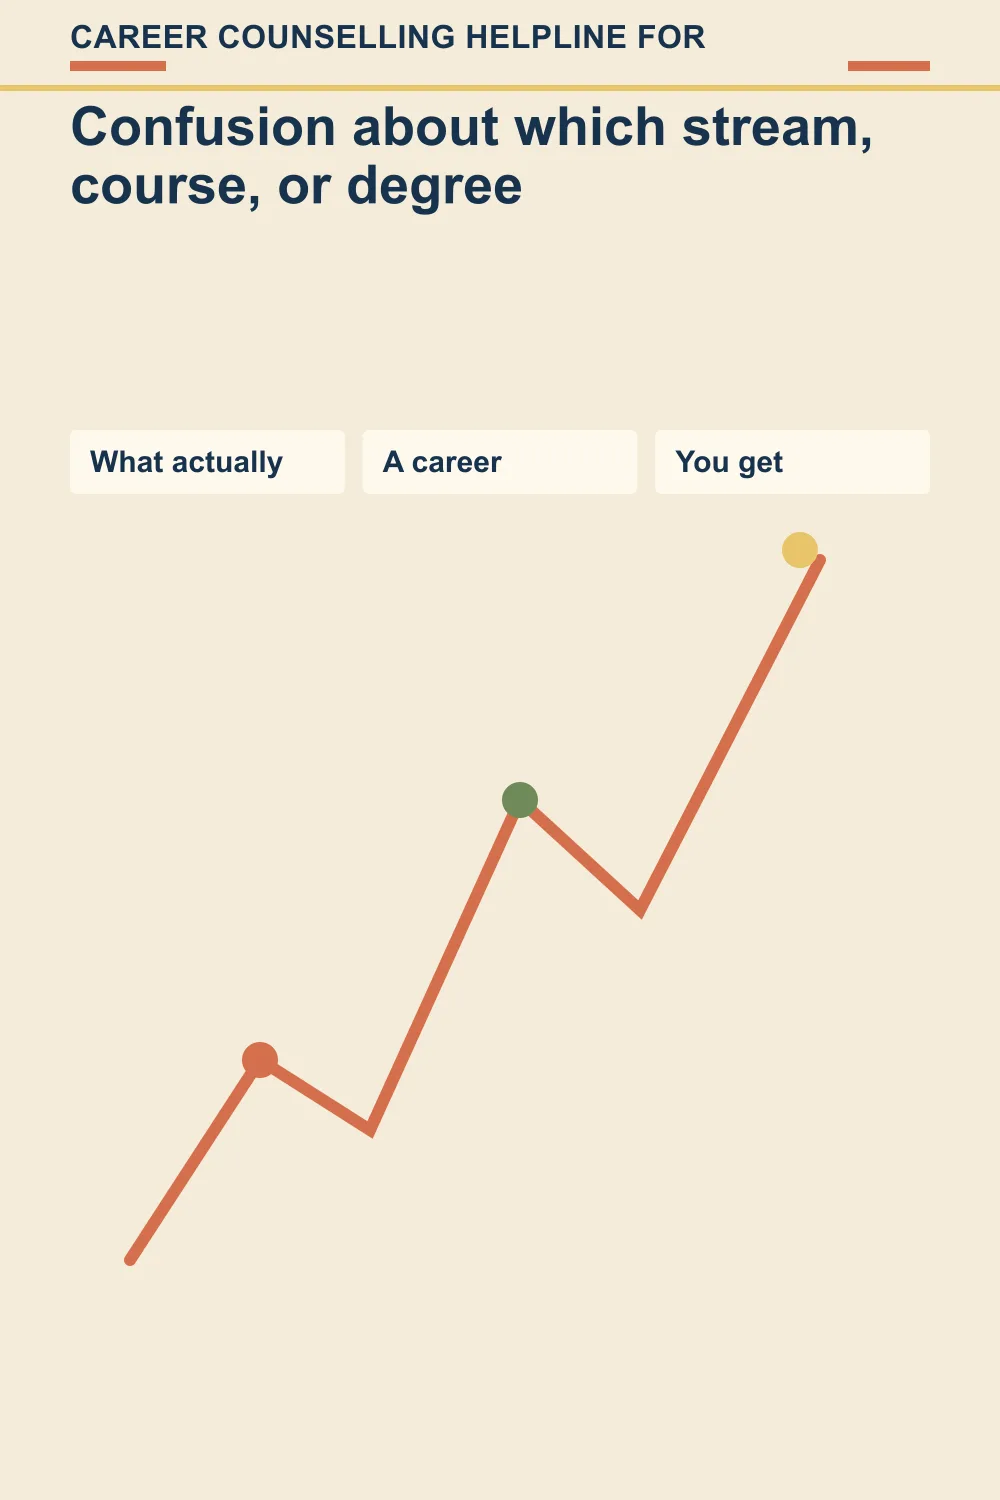 CAREER COUNSELLING HELPLINE FOR
Confusion about which stream,
course, or degree
What actually
A career
You get